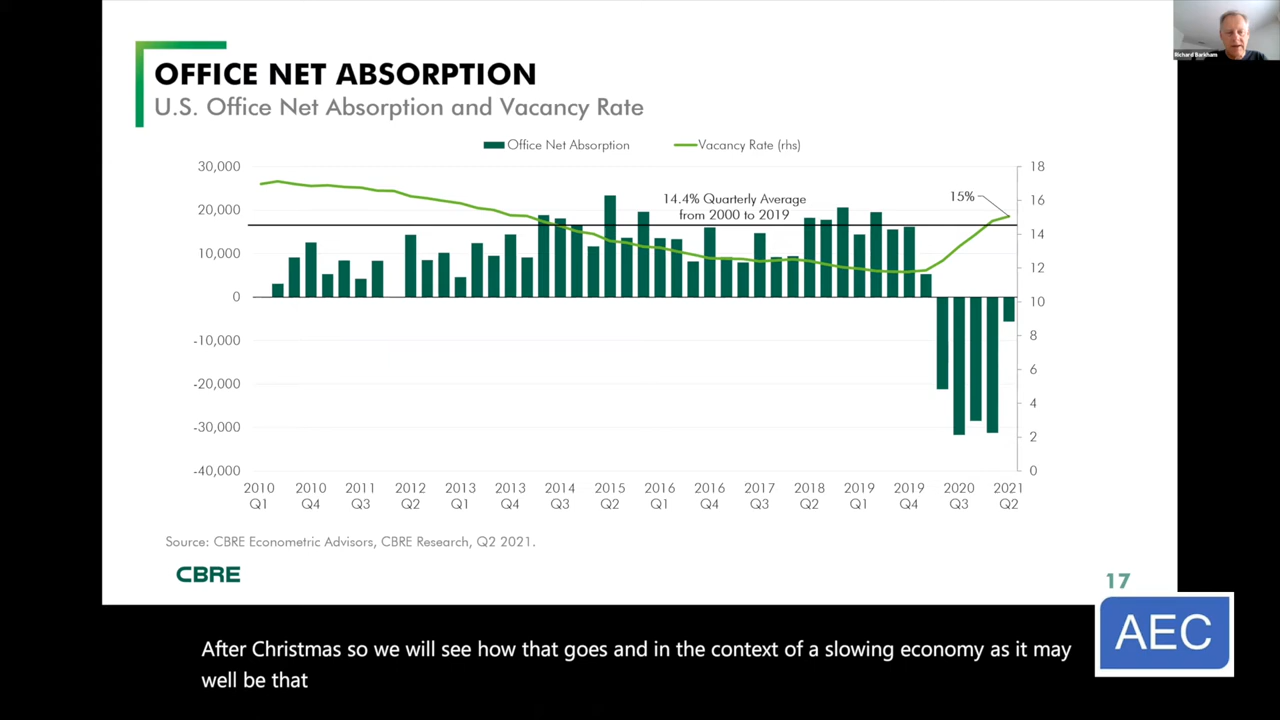 Richard Barkham
OFFICE NET ABSORPTION
U.S. Office Net Absorption and Vacancy Rate
Office Net Absorption
Vacancy Rate (rhs)
30,000
20,000
10,000
0
-10,000
-20,000
-30,000
-40,000
14.4% Quarterly Average
from 2000 to 2019
15%
18
16
14
12
10
8
6
4
2
0
2010 2010 2011 2012 2013 2010 2014 2015 2016 2016 2017 2018 2019 2019 2020 2021
Q1 Q4 Q3 Q2 Q1 Q4 Q3 Q2 Q1 Q4 Q3 Q2 Q1 Q4 Q3 Q2
Source: CBRE Econometric Advisors, CBRE Research, Q2 2021.
CBRE
17
AEC
After Christmas so we will see how that goes and in the context of a slowing economy as it may
well be that